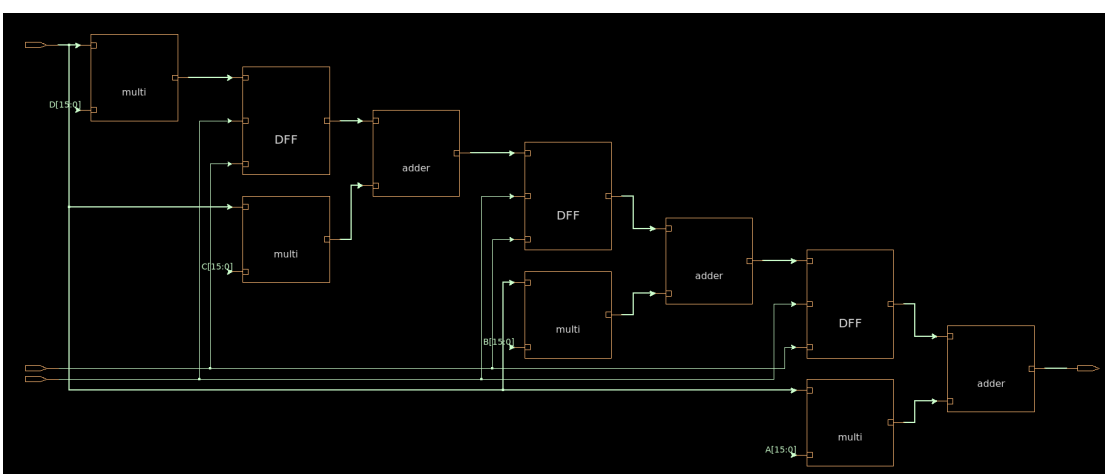 multi
D[15:0]
DFF
adder
multi
C[15:0]
DFF
adder
multi
B[15:0]
DFF
adder
multi
A[15:0]